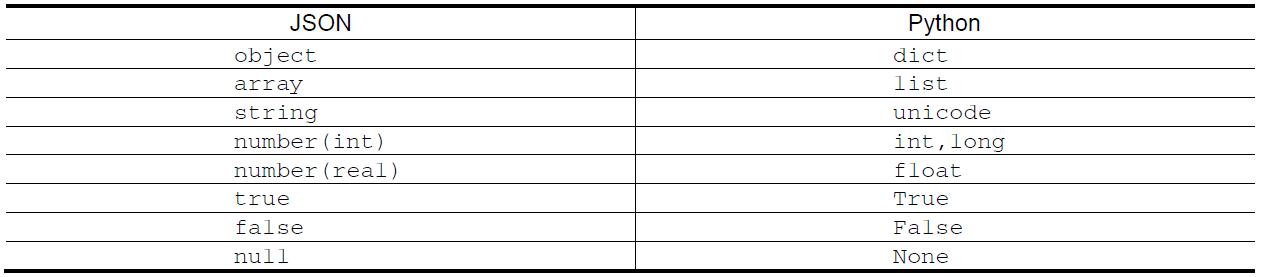 JSON Python
object dict
array list
string unicode
number(int) int,long
number(real) float
true True
false False
null None